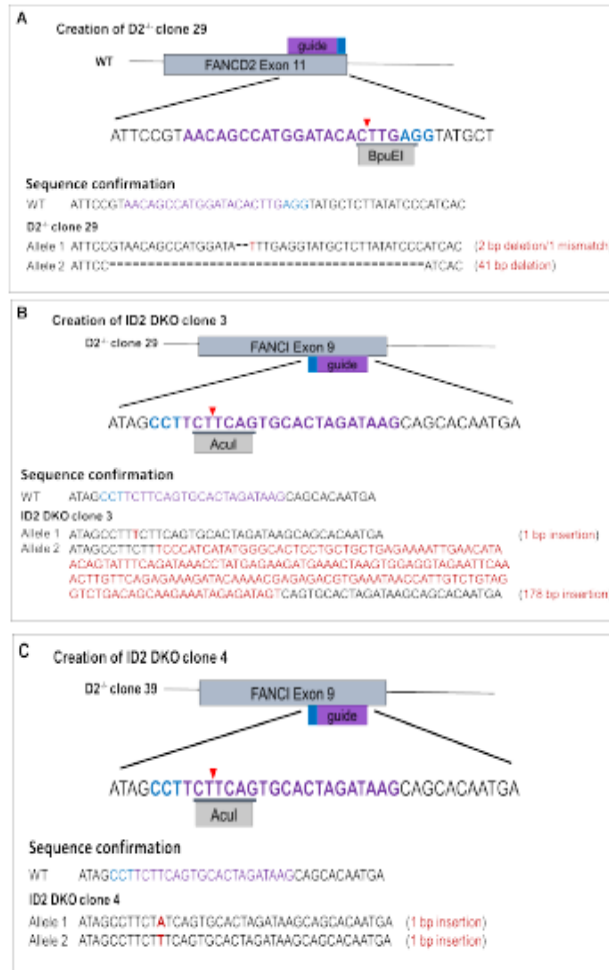 A
Creation of D2-/- clone 29
guide
WT
FANCD2 Exon 11
ATTCCGTAACAGCCATGGATACACTTGAGGTATGCT
BpuEI
Sequence confirmation
WT ATTCCGTAACAGCCATGGATACACTTGAGGTATGCTCTTATATCCCATCAC
D2-/- clone 29
Allele 1 ATTCCGTAACAGCCATGGATA--TTTGAGGTATGCTCTTATATCCCATCAC (2 bp deletion/1 mismatch)
Allele 2 ATTCC-----------------------------------------ATCAC (41 bp deletion)
B
Creation of ID2 DKO clone 3
D2-/- clone 29
FANCI Exon 9
guide
ATAGCCTTCTTCAGTGCACTAGATAAGCAGCACAATGA
AcuI
Sequence confirmation
WT ATAGCCTTCTTCAGTGCACTAGATAAGCAGCACAATGA
ID2 DKO clone 3
Allele 1 ATAGCCTTTCTTCAGTGCACTAGATAAGCAGCACAATGA (1 bp insertion)
Allele 2 ATAGCCTTCTTTCCCATCATATGGGCACTCCTGCTGCTGAGAAAATTGAACATA
ACAGTATTTCAGATAAACCTATGAGAAGATGAAACTAAGTGGAGGTAGAATTCAA
ACTTGTTCAGAGAAAGATACAAAACGAGAGACGTGAAATAACCATTGTCTGTAG
GTCTGACAGCAAGAAATAGAGATAGTCAGTGCACTAGATAAGCAGCACAATGA (178 bp insertion)
C
Creation of ID2 DKO clone 4
D2-/- clone 39
FANCI Exon 9
guide
ATAGCCTTCTTCAGTGCACTAGATAAGCAGCACAATGA
AcuI
Sequence confirmation
WT ATAGCCTTCTTCAGTGCACTAGATAAGCAGCACAATGA
ID2 DKO clone 4
Allele 1 ATAGCCTTCTATCAGTGCACTAGATAAGCAGCACAATGA (1 bp insertion)
Allele 2 ATAGCCTTCTTTCAGTGCACTAGATAAGCAGCACAATGA (1 bp insertion)